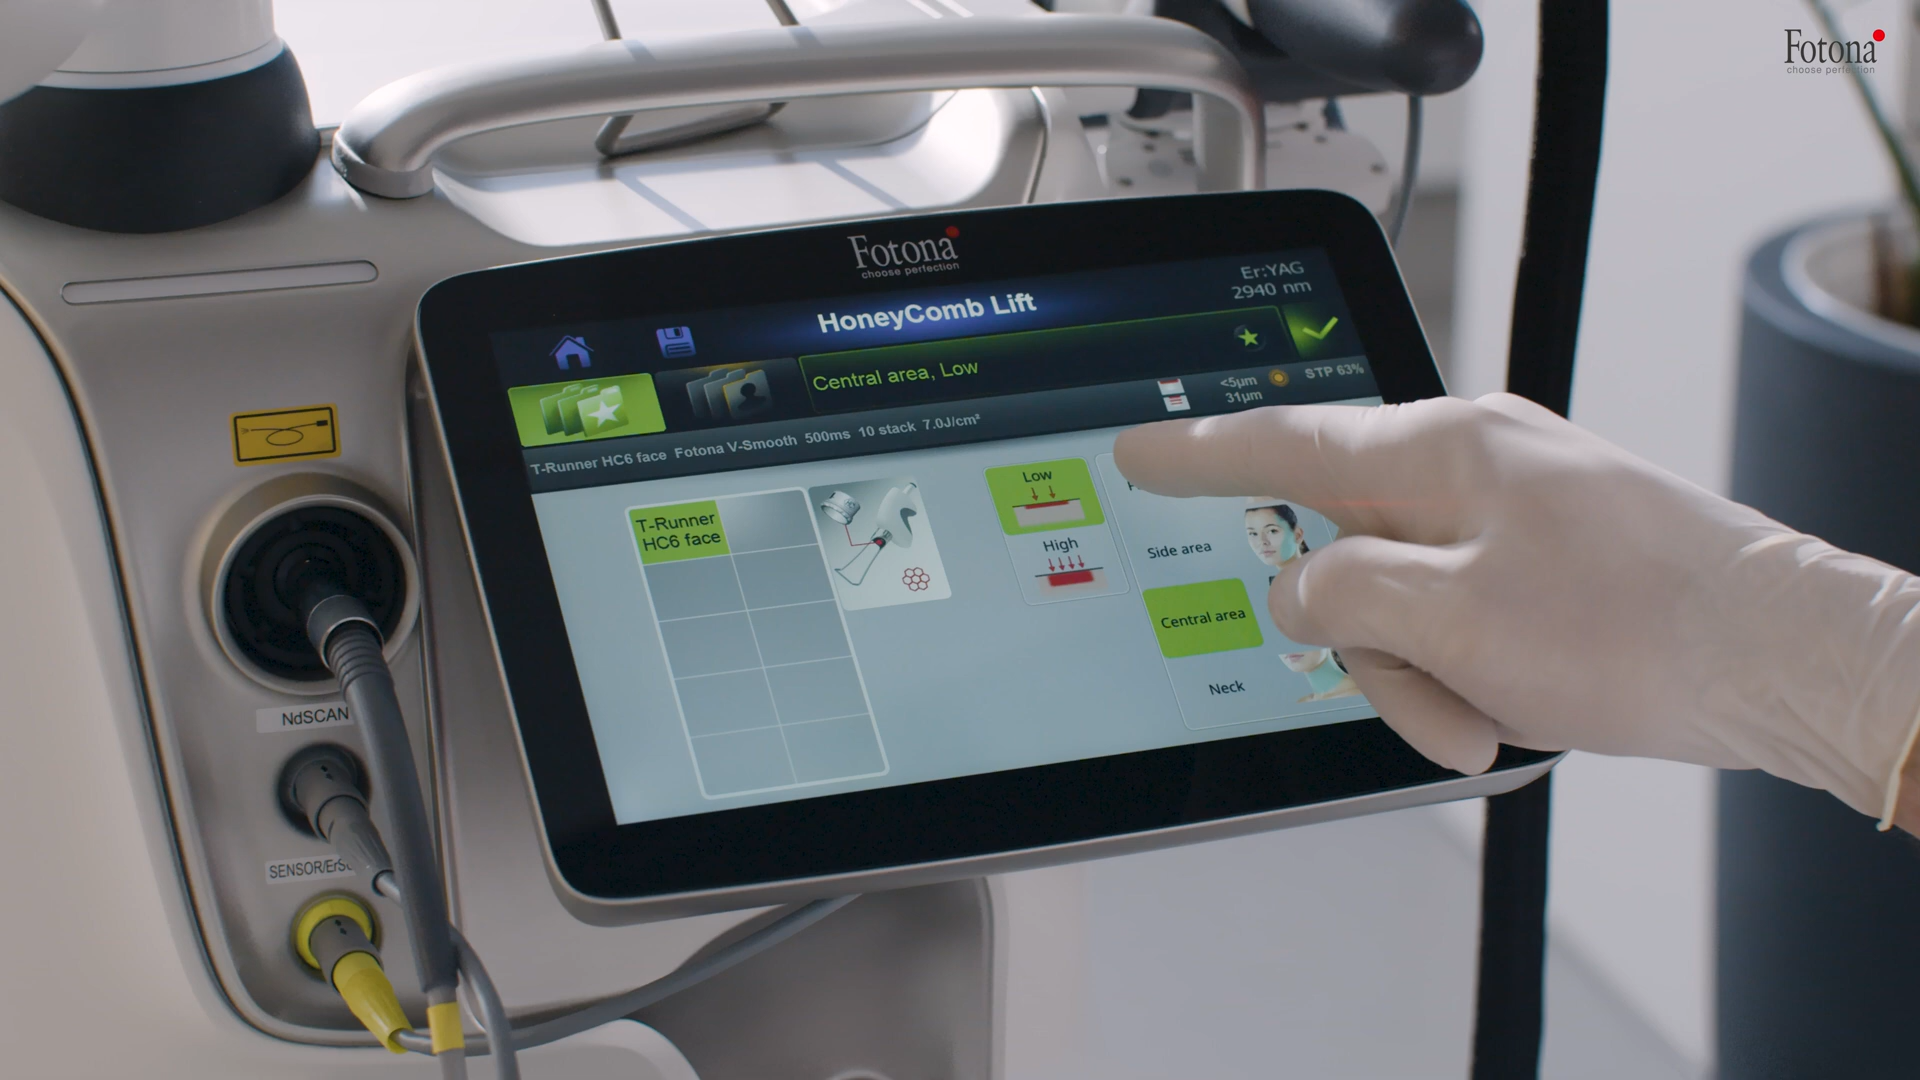 Fotona
choose perfection
Fotona
choose perfection
HoneyComb Lift
Er:YAG
2940 nm
Central area, Low
T-Runner HC6 face Fotona V-Smooth 500ms 10 stack 7.0J/cm²
<5µm
31µm
STP 63%
T-Runner
HC6 face
Low
High
Side area
Central area
Neck
NdSCAN